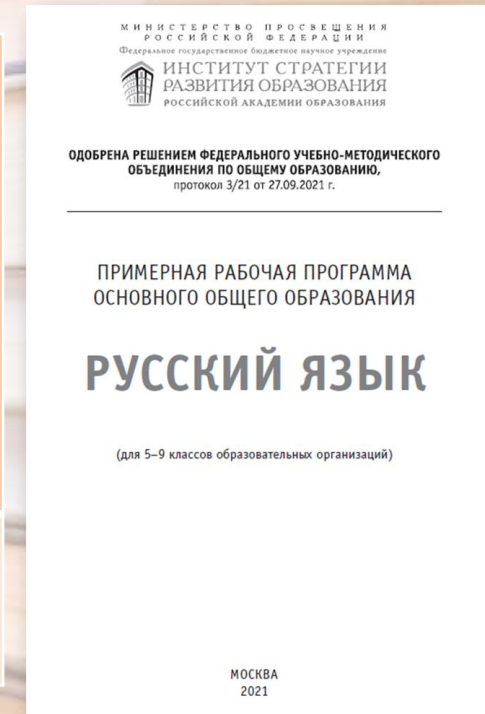 МИНИСТЕРСТВО ПРОСВЕЩЕНИЯ
РОССИЙСКОЙ ФЕДЕРАЦИИ
Федеральное государственное бюджетное научное учреждение
ИНСТИТУТ СТРАТЕГИИ
РАЗВИТИЯ ОБРАЗОВАНИЯ
РОССИЙСКОЙ АКАДЕМИИ ОБРАЗОВАНИЯ
ОДОБРЕНА РЕШЕНИЕМ ФЕДЕРАЛЬНОГО УЧЕБНО-МЕТОДИЧЕСКОГО
ОБЪЕДИНЕНИЯ ПО ОБЩЕМУ ОБРАЗОВАНИЮ,
протокол 3/21 от 27.09.2021 г.
ПРИМЕРНАЯ РАБОЧАЯ ПРОГРАММА
ОСНОВНОГО ОБЩЕГО ОБРАЗОВАНИЯ
РУССКИЙ ЯЗЫК
(для 5–9 классов образовательных организаций)
МОСКВА
2021